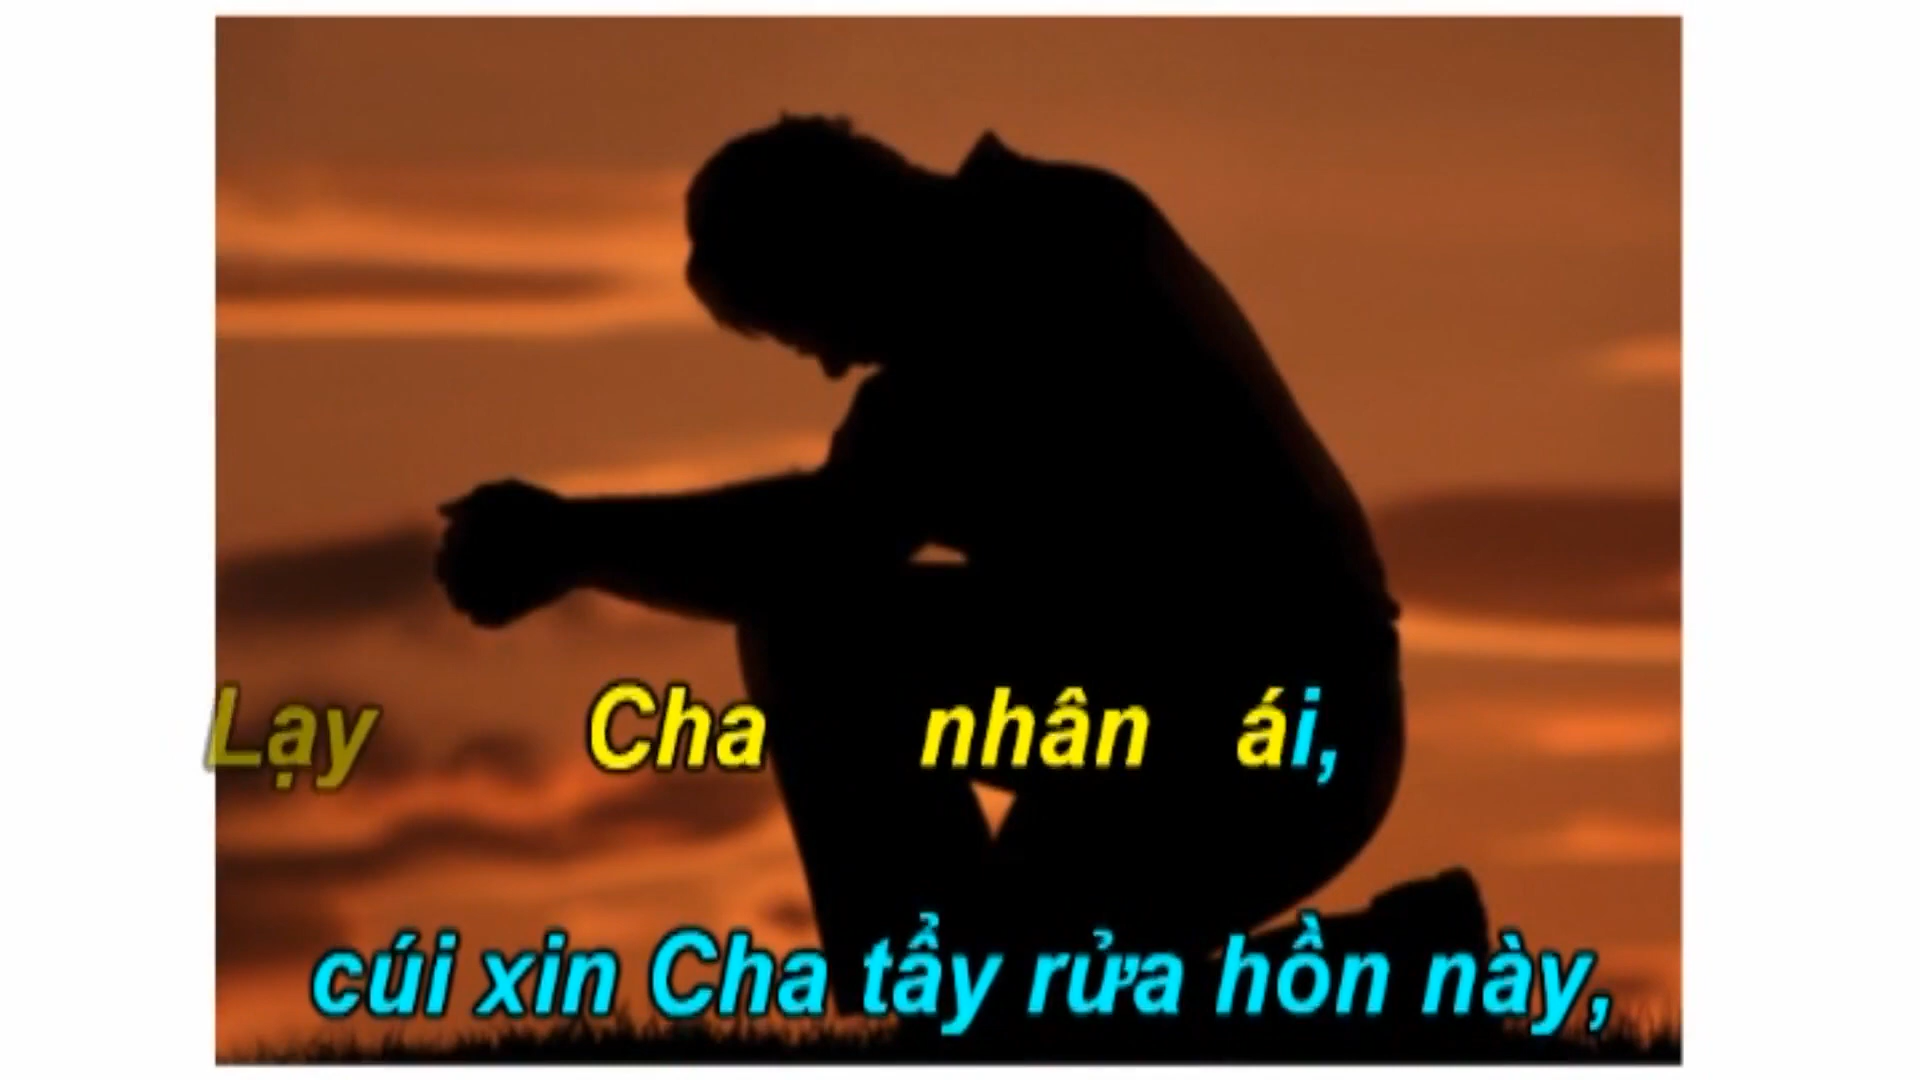 Lạy Cha nhân ái,
cúi xin Cha tẩy rửa hồn này,